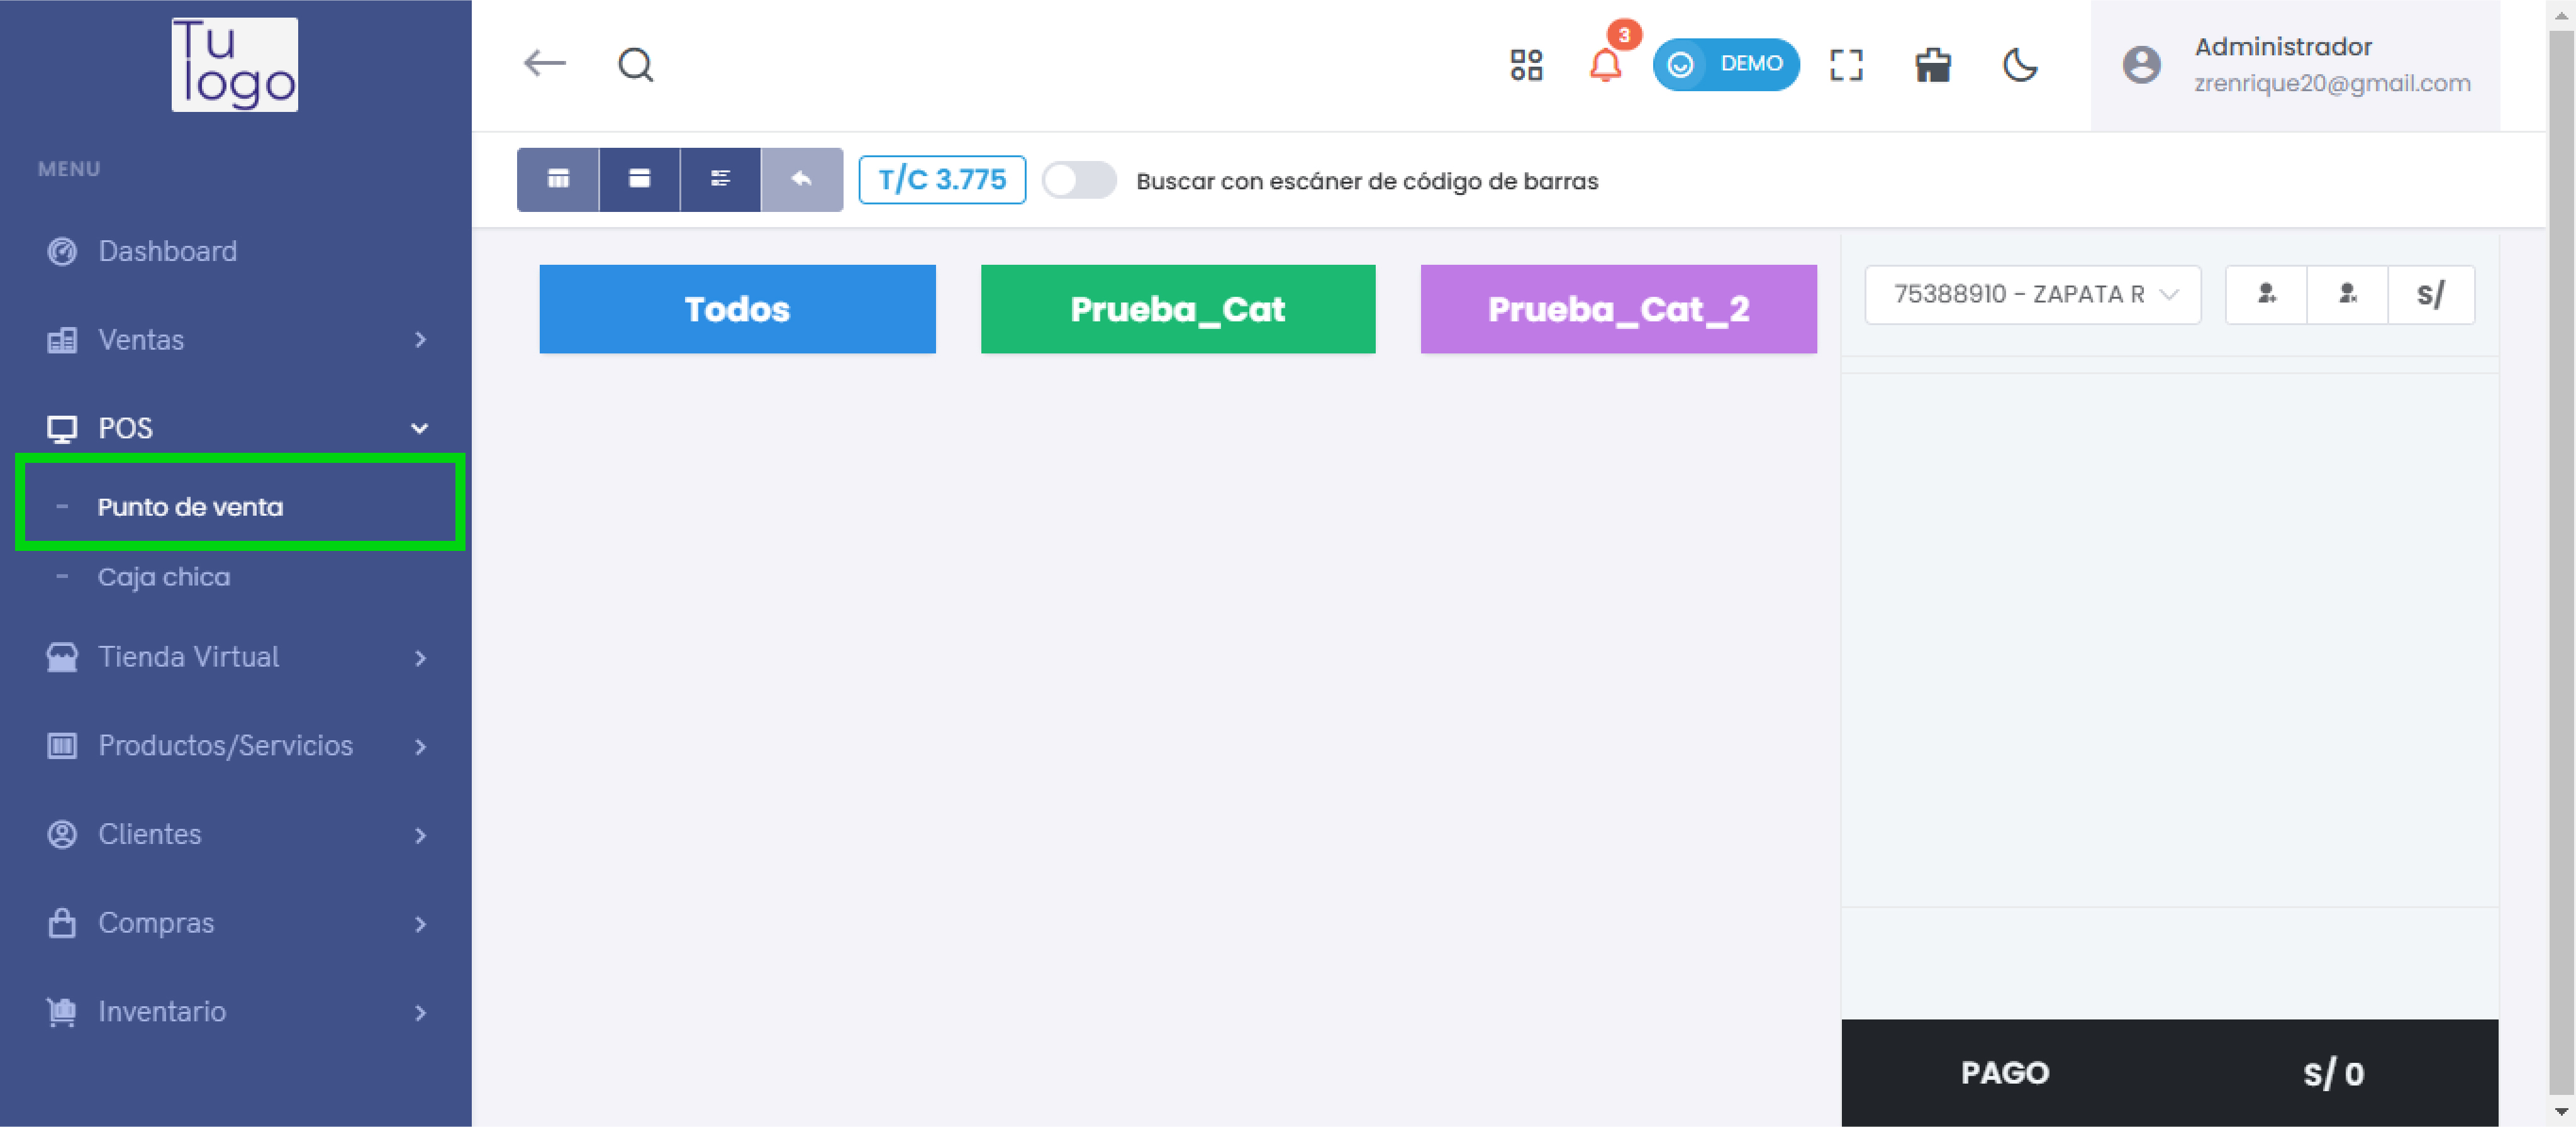 Tu
logo
MENU
Dashboard
Ventas
POS
- Punto de venta
- Caja chica
Tienda Virtual
Productos/Servicios
Clientes
Compras
Inventario
3
DEMO
Administrador
zrenrique20@gmail.com
T/C 3.775
Buscar con escáner de código de barras
Todos
Prueba_Cat
Prueba_Cat_2
75388910 - ZAPATA R
S/
PAGO
S/ 0